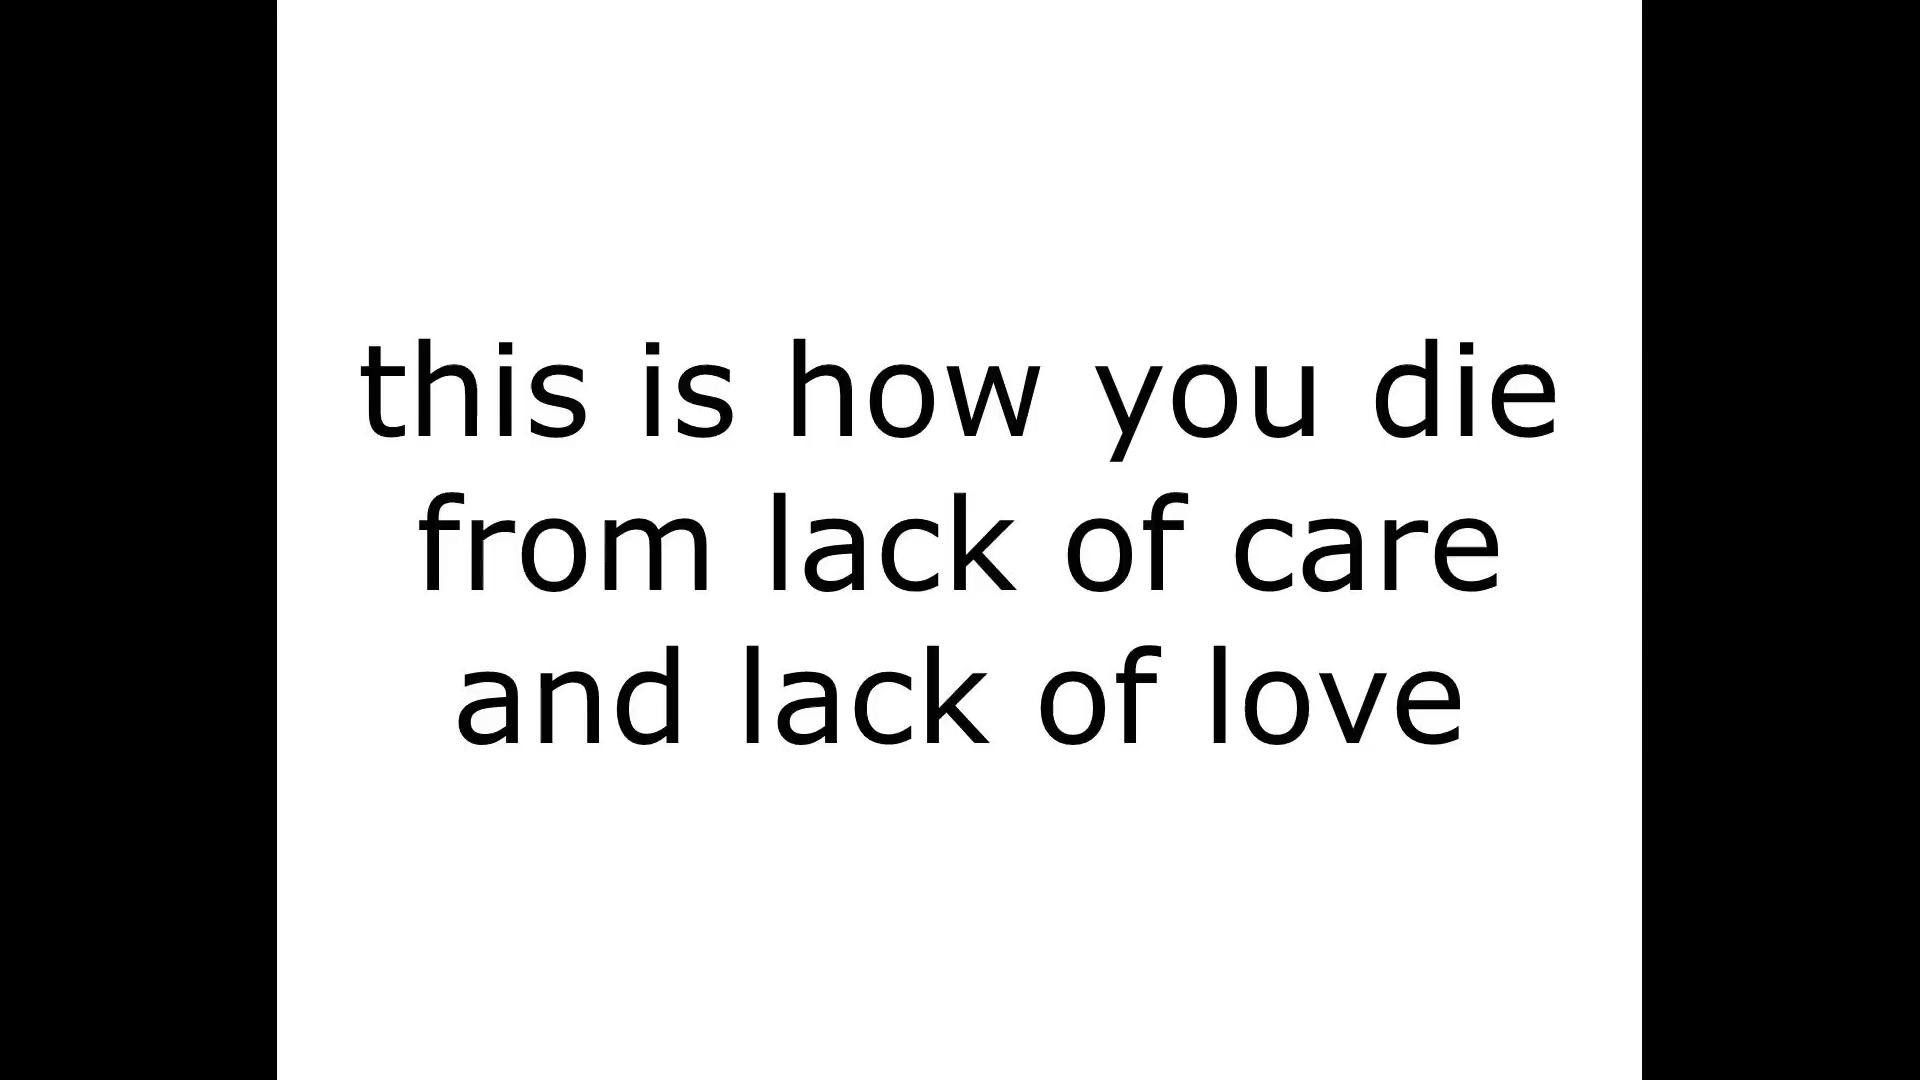 this is how you die
from lack of care
and lack of love